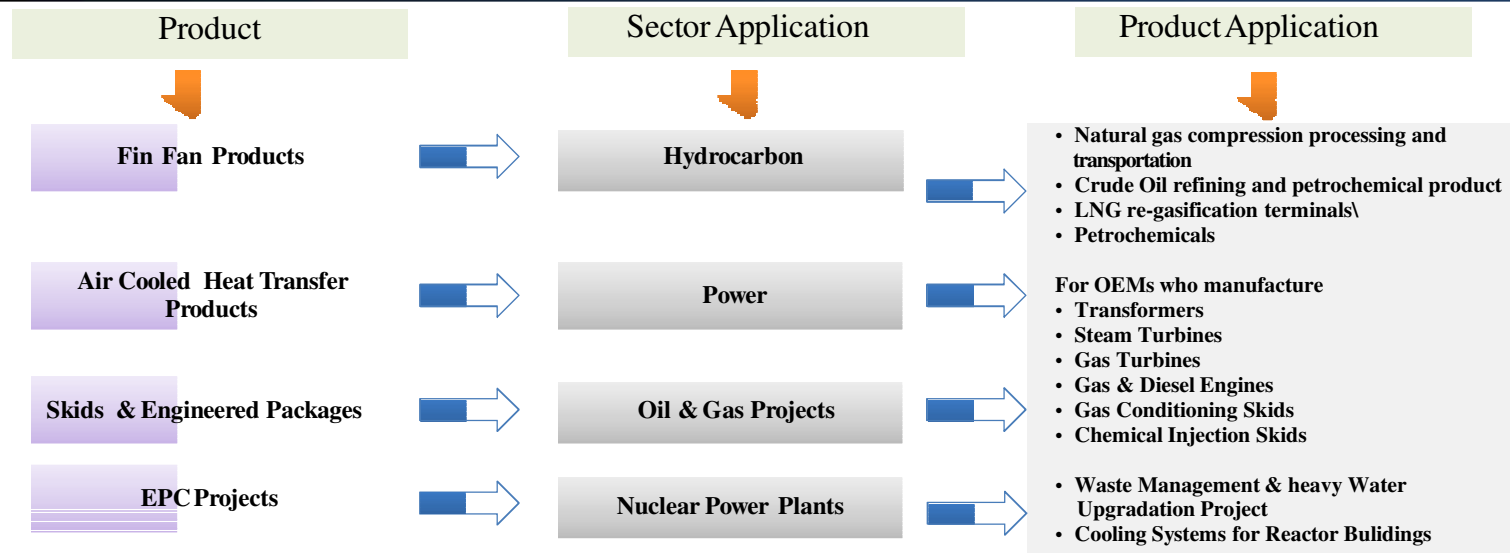 Product
Sector Application
Product Application
Fin Fan Products
Hydrocarbon
• Natural gas compression processing and
transportation
• Crude Oil refining and petrochemical product
• LNG re-gasification terminals\
• Petrochemicals
Air Cooled Heat Transfer
Products
Power
For OEMs who manufacture
• Transformers
• Steam Turbines
• Gas Turbines
• Gas & Diesel Engines
• Gas Conditioning Skids
• Chemical Injection Skids
Skids & Engineered Packages
Oil & Gas Projects
EPC Projects
Nuclear Power Plants
• Waste Management & heavy Water
Upgradation Project
• Cooling Systems for Reactor Bulidings